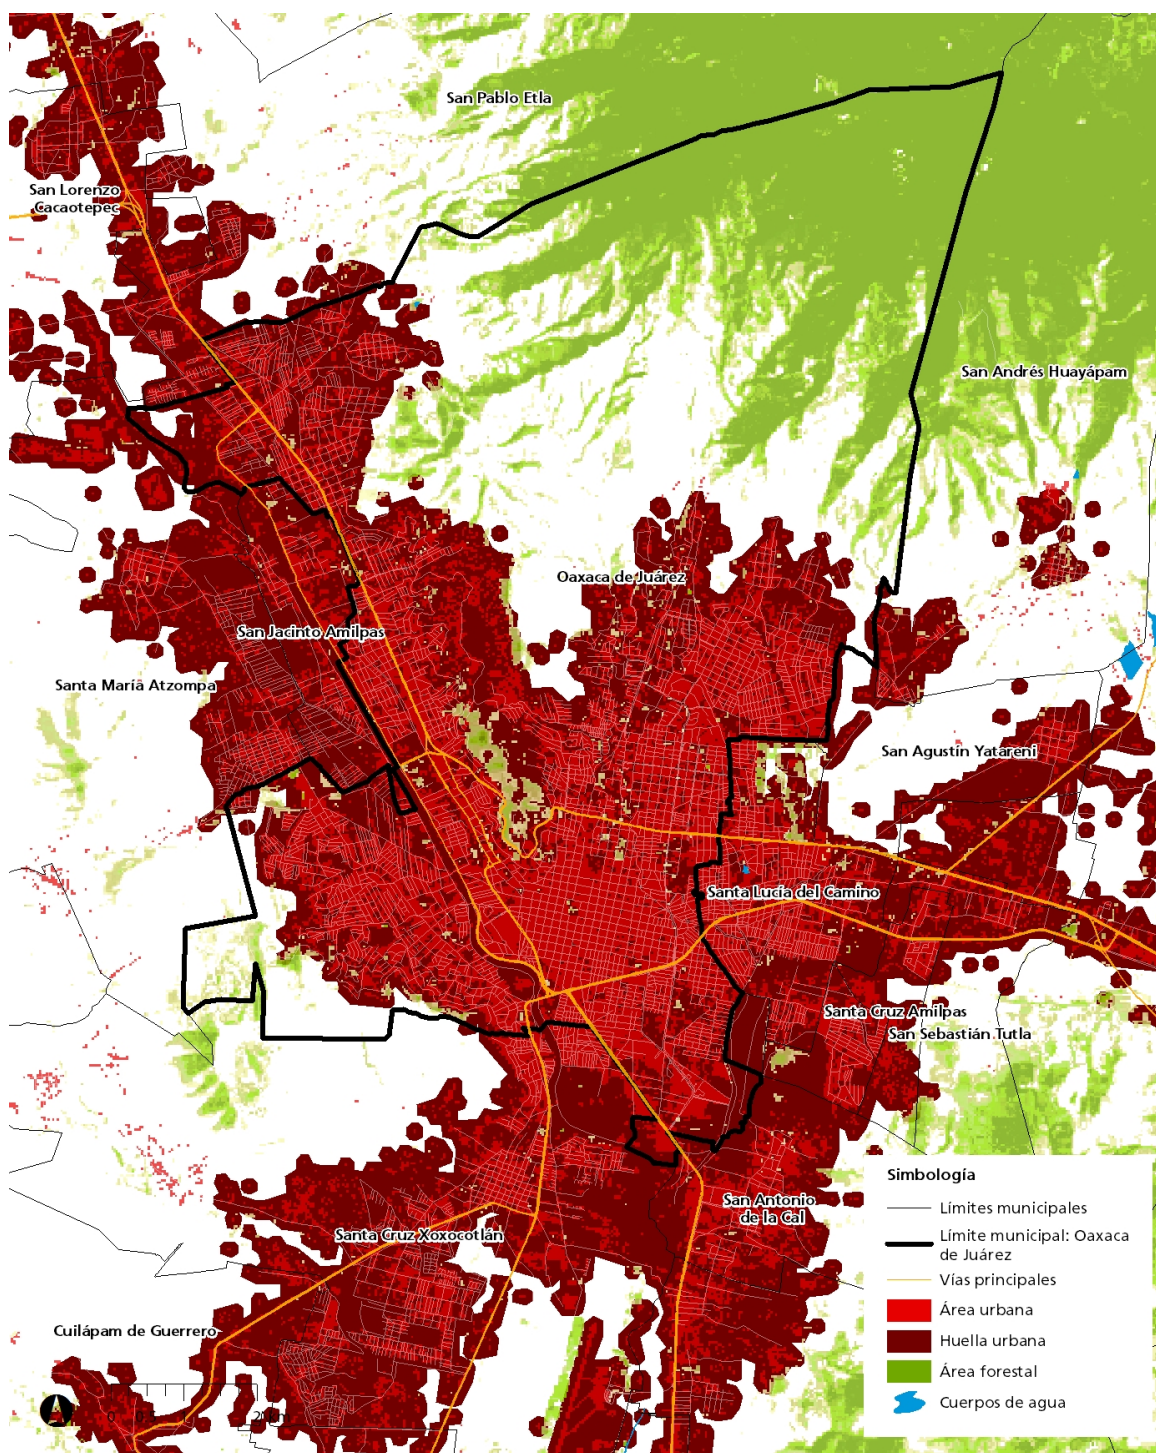 San Pablo Etla
San Lorenzo
Cacaotepec
San Andrés Huayápam
Oaxaca de Juárez
San Jacinto Amilpas
Santa María Atzompa
San Agustín Yatareni
Santa Lucía del Camino
Santa Cruz Amilpas
San Sebastián Tutla
San Antonio
de la Cal
Santa Cruz Xoxocotlán
Cuilápam de Guerrero
Simbología
Límites municipales
Límite municipal: Oaxaca
de Juárez
Vías principales
Área urbana
Huella urbana
Área forestal
Cuerpos de agua
0